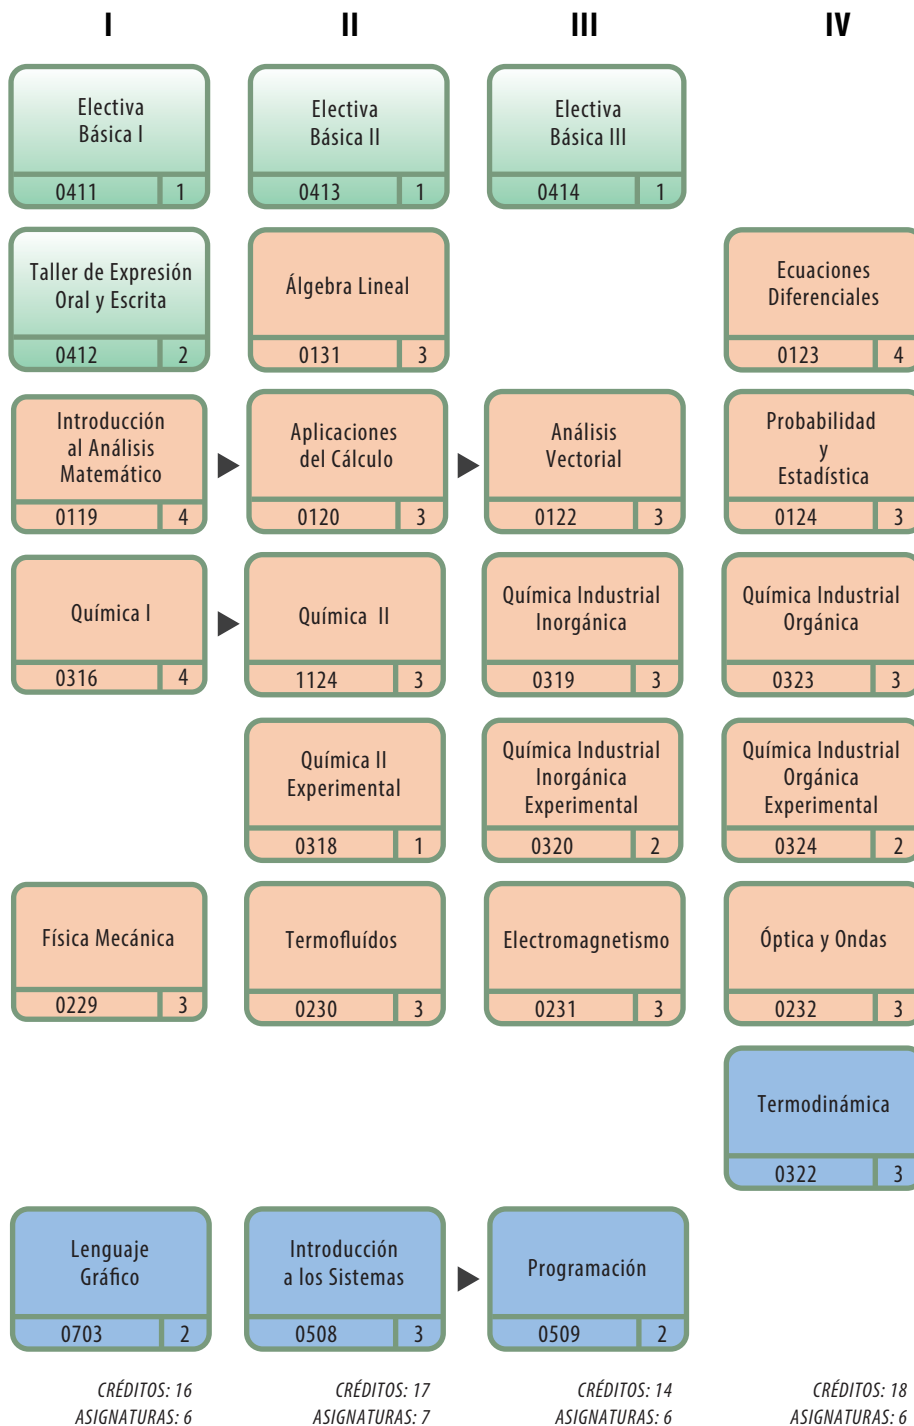 I
II
III
IV
Electiva
Básica I
0411 1
Electiva
Básica II
0413 1
Electiva
Básica III
0414 1
Taller de Expresión
Oral y Escrita
0412 2
Álgebra Lineal
0131 3
Ecuaciones
Diferenciales
0123 4
Introducción
al Análisis
Matemático
0119 4
Aplicaciones
del Cálculo
0120 3
Análisis
Vectorial
0122 3
Probabilidad
y
Estadística
0124 3
Química I
0316 4
Química II
1124 3
Química Industrial
Inorgánica
0319 3
Química Industrial
Orgánica
0323 3
Química II
Experimental
0318 1
Química Industrial
Inorgánica
Experimental
0320 2
Química Industrial
Orgánica
Experimental
0324 2
Física Mecánica
0229 3
Termofluídos
0230 3
Electromagnetismo
0231 3
Óptica y Ondas
0232 3
Termodinámica
0322 3
Lenguaje
Gráfico
0703 2
Introducción
a los Sistemas
0508 3
Programación
0509 2
CRÉDITOS: 16
ASIGNATURAS: 6
CRÉDITOS: 17
ASIGNATURAS: 7
CRÉDITOS: 14
ASIGNATURAS: 6
CRÉDITOS: 18
ASIGNATURAS: 6